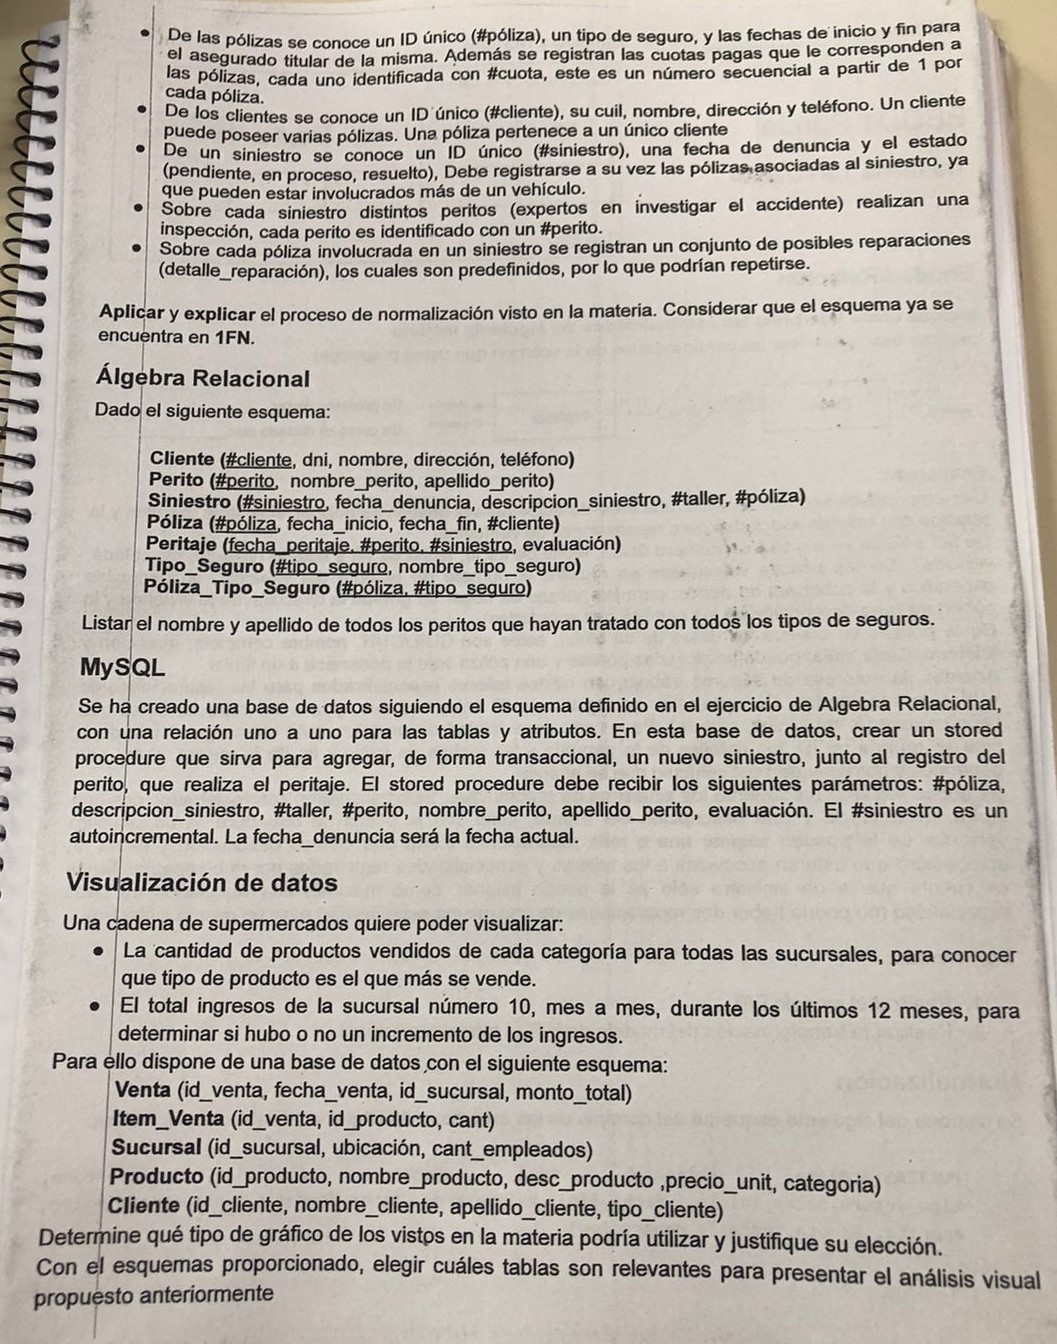 • De las pólizas se conoce un ID único (#póliza), un tipo de seguro, y las fechas de inicio y fin para
el asegurado titular de la misma. Además se registran las cuotas pagas que le corresponden a
las pólizas, cada uno identificada con #cuota, este es un número secuencial a partir de 1 por
cada póliza.
• De los clientes se conoce un ID único (#cliente), su cuil, nombre, dirección y teléfono. Un cliente
puede poseer varias pólizas. Una póliza pertenece a un único cliente
• De un siniestro se conoce un ID único (#siniestro), una fecha de denuncia y el estado
(pendiente, en proceso, resuelto), Debe registrarse a su vez las pólizas asociadas al siniestro, ya
que pueden estar involucrados más de un vehículo.
• Sobre cada siniestro distintos peritos (expertos en investigar el accidente) realizan una
inspección, cada perito es identificado con un #perito.
• Sobre cada póliza involucrada en un siniestro se registran un conjunto de posibles reparaciones
(detalle_reparación), los cuales son predefinidos, por lo que podrían repetirse.
Aplicar y explicar el proceso de normalización visto en la materia. Considerar que el esquema ya se
encuentra en 1FN.
Álgebra Relacional
Dado el siguiente esquema:
Cliente (#cliente, dni, nombre, dirección, teléfono)
Perito (#perito, nombre_perito, apellido_perito)
Siniestro (#siniestro, fecha_denuncia, descripcion_siniestro, #taller, #póliza)
Póliza (#póliza, fecha_inicio, fecha_fin, #cliente)
Peritaje (fecha_peritaje, #perito, #siniestro, evaluación)
Tipo_Seguro (#tipo_seguro, nombre_tipo_seguro)
Póliza_Tipo_Seguro (#póliza, #tipo_seguro)
Listar el nombre y apellido de todos los peritos que hayan tratado con todos los tipos de seguros.
MySQL
Se ha creado una base de datos siguiendo el esquema definido en el ejercicio de Algebra Relacional,
con una relación uno a uno para las tablas y atributos. En esta base de datos, crear un stored
procedure que sirva para agregar, de forma transaccional, un nuevo siniestro, junto al registro del
perito, que realiza el peritaje. El stored procedure debe recibir los siguientes parámetros: #póliza,
descripcion_siniestro, #taller, #perito, nombre_perito, apellido_perito, evaluación. El #siniestro es un
autoincremental. La fecha_denuncia será la fecha actual.
Visualización de datos
Una cadena de supermercados quiere poder visualizar:
• La cantidad de productos vendidos de cada categoría para todas las sucursales, para conocer
que tipo de producto es el que más se vende.
• El total ingresos de la sucursal número 10, mes a mes, durante los últimos 12 meses, para
determinar si hubo o no un incremento de los ingresos.
Para ello dispone de una base de datos con el siguiente esquema:
Venta (id_venta, fecha_venta, id_sucursal, monto_total)
Item_Venta (id_venta, id_producto, cant)
Sucursal (id_sucursal, ubicación, cant_empleados)
Producto (id_producto, nombre_producto, desc_producto ,precio_unit, categoria)
Cliente (id_cliente, nombre_cliente, apellido_cliente, tipo_cliente)
Determine qué tipo de gráfico de los vistos en la materia podría utilizar y justifique su elección.
Con el esquemas proporcionado, elegir cuáles tablas son relevantes para presentar el análisis visual
propuesto anteriormente